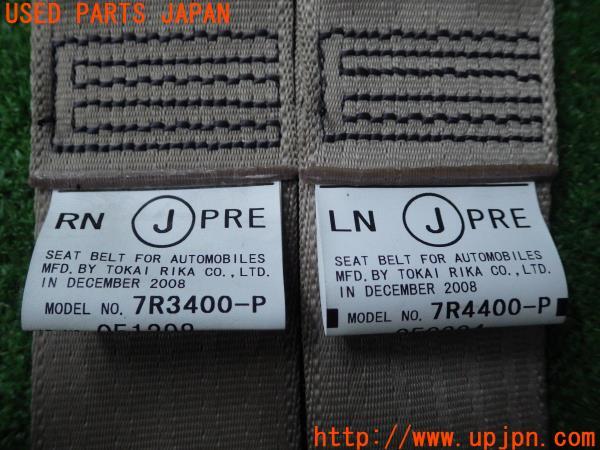 USED PARTS JAPAN
RN J PRE
SEAT BELT FOR AUTOMOBILES
MFD. BY TOKAI RIKA CO., LTD.
IN DECEMBER 2008
MODEL NO. 7R3400-P
LN J PRE
SEAT BELT FOR AUTOMOBILES
MFD. BY TOKAI RIKA CO., LTD.
IN DECEMBER 2008
MODEL NO. 7R4400-P
http://www.upjpn.com/